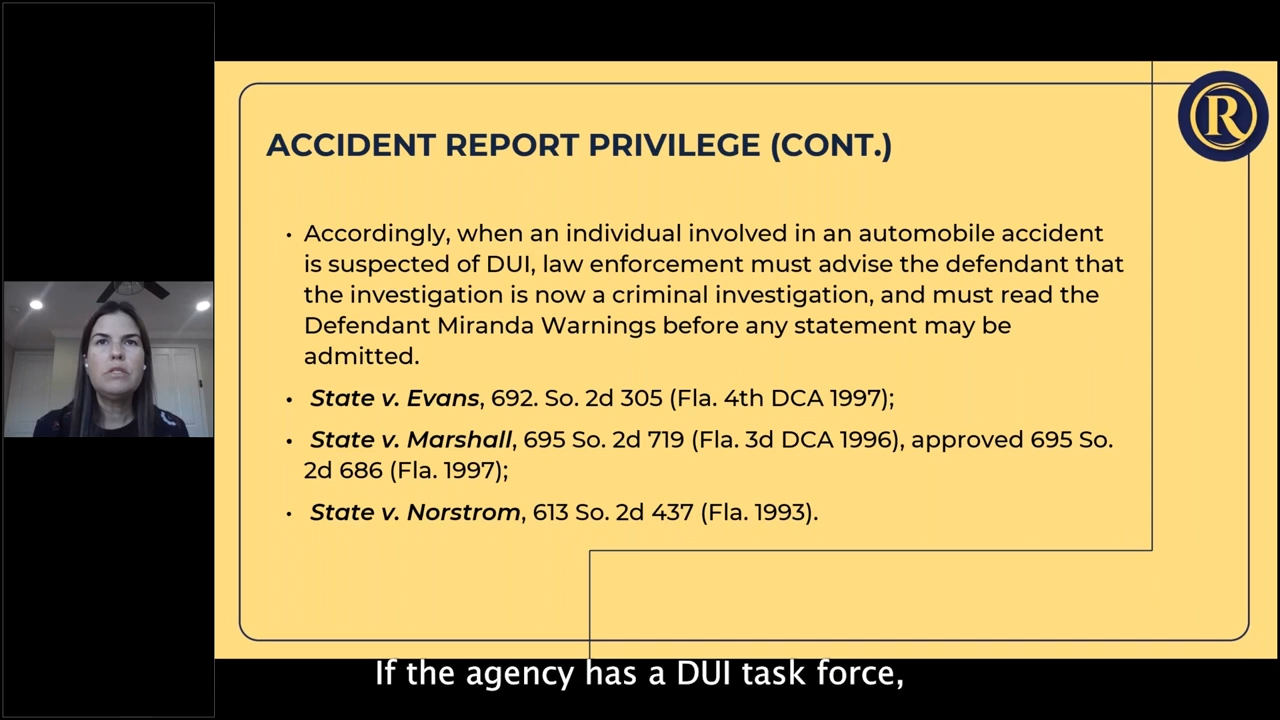 R
ACCIDENT REPORT PRIVILEGE (CONT.)
• Accordingly, when an individual involved in an automobile accident
is suspected of DUI, law enforcement must advise the defendant that
the investigation is now a criminal investigation, and must read the
Defendant Miranda Warnings before any statement may be
admitted.
• State v. Evans, 692. So. 2d 305 (Fla. 4th DCA 1997);
• State v. Marshall, 695 So. 2d 719 (Fla. 3d DCA 1996), approved 695 So.
2d 686 (Fla. 1997);
• State v. Norstrom, 613 So. 2d 437 (Fla. 1993).
If the agency has a DUI task force,